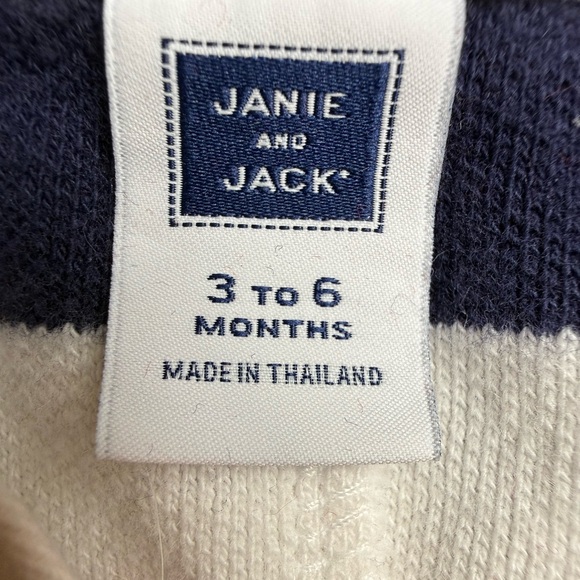 JANIE
AND
JACK
3 TO 6
MONTHS
MADE IN THAILAND